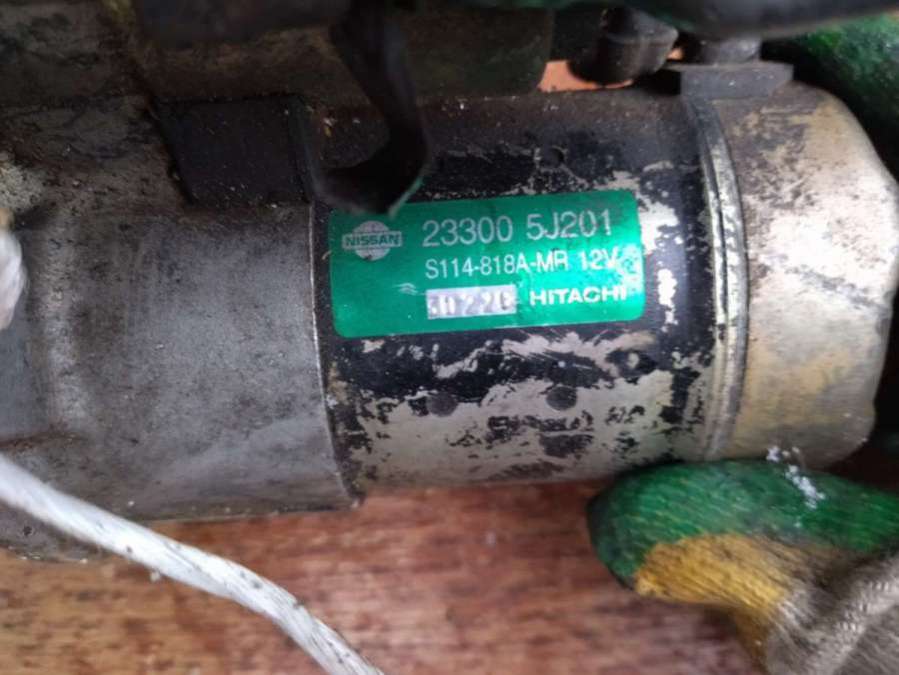 NISSAN
23300 5J201
S114-818A-MR 12V
HITACHI